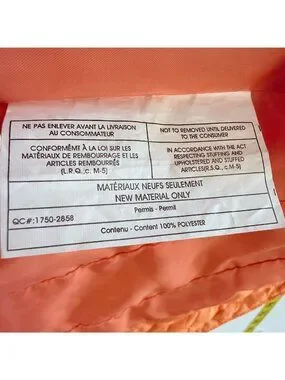 NE PAS ENLEVER AVANT LA LIVRAISON
AU CONSOMMATEUR
NOT TO REMOVED UNTIL DELIVERED
TO THE CONSUMER
CONFORMÉMENT À LA LOI SUR LES
MATÉRIAUX DE REMBOURRAGE ET LES
ARTICLES REMBOURRÉS
(L.R.Q.,c. M-5)
IN ACCORDANCE WITH THE ACT
RESPECTING STUFFING AND
UPHOLSTERED AND STUFFED
ARTICLES(R.S.Q., c.M-5)
MATÉRIAUX NEUFS SEULEMENT
NEW MATERIAL ONLY
Permis - Permit
QC#:1750-2858
Contenu - Content 100% POLYESTER